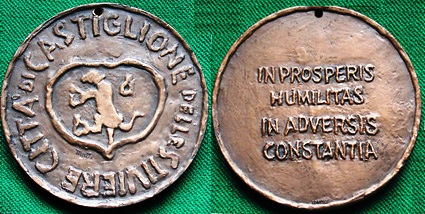 CITTÀ DI CASTIGLIONE DELLE STIVIERE
IN PROSPERIS
HUMILITAS
IN ADVERSIS
CONSTANTIA